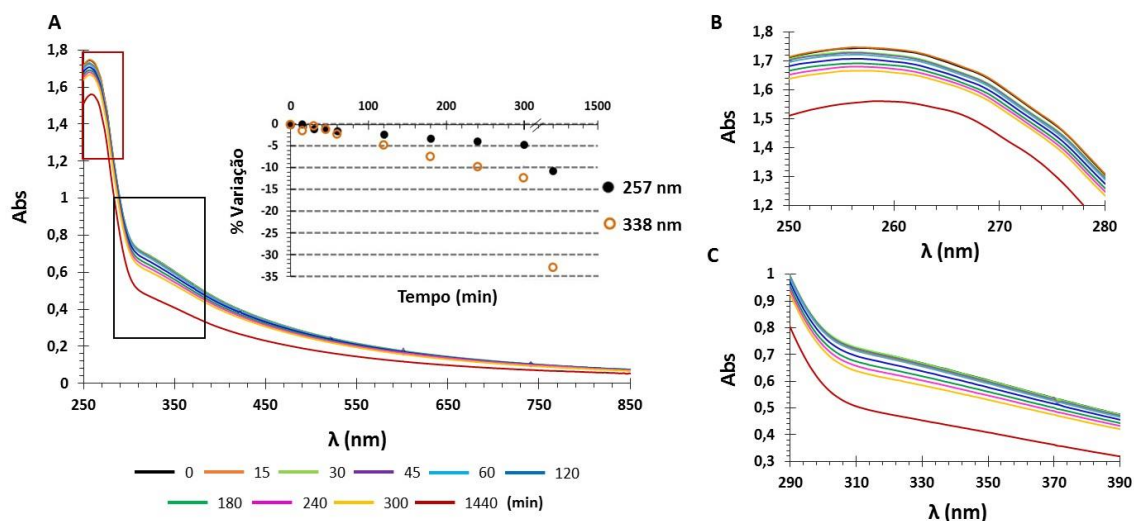 A
1,8
1,6
1,4
1,2
1
0,8
0,6
0,4
0,2
0
Abs
250 350 450 550 650 750 850
λ (nm)
0 120 240 300 1500
0
-5
-10
-15
-20
-25
-30
-35
% Variação
Tempo (min)
257 nm
338 nm
0 15 30 45 60 120
180 240 300 1440 (min)
B
1,8
1,7
1,6
1,5
1,4
1,3
1,2
Abs
250 260 270 280
λ (nm)
C
1
0,9
0,8
0,7
0,6
0,5
0,4
0,3
Abs
290 310 330 350 370 390
λ (nm)